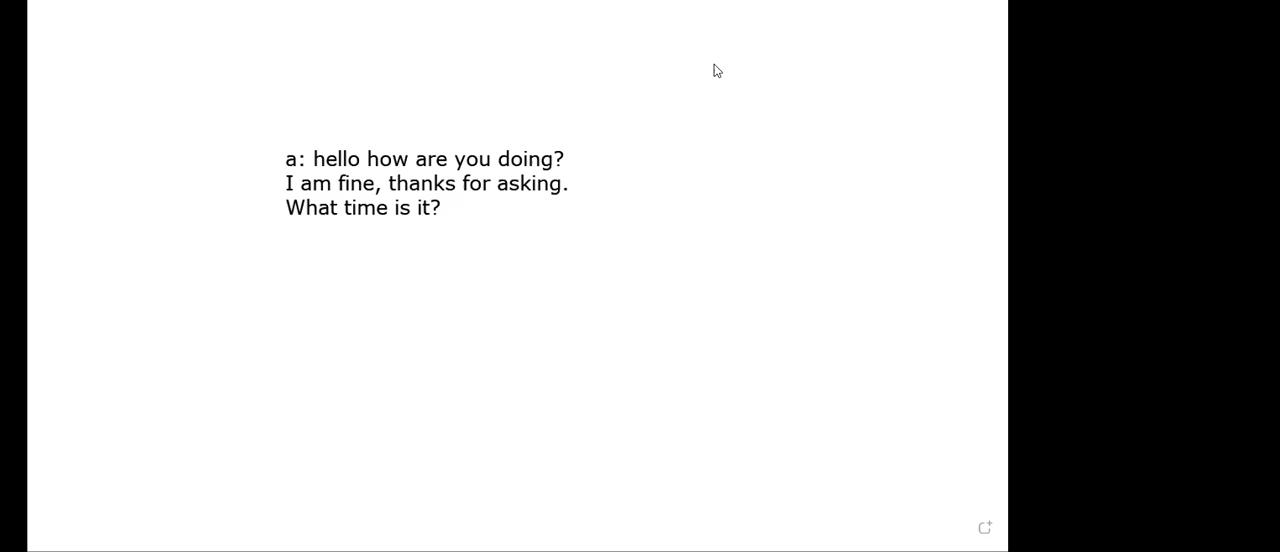 a: hello how are you doing?
I am fine, thanks for asking.
What time is it?